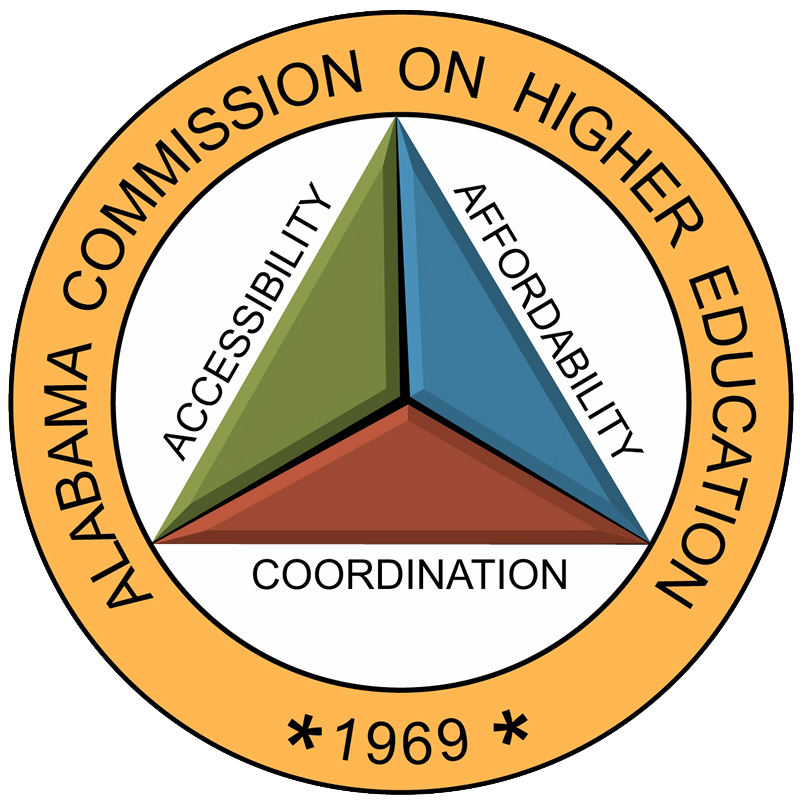 ALABAMA COMMISSION ON HIGHER EDUCATION
ACCESSIBILITY
AFFORDABILITY
COORDINATION
*1969*